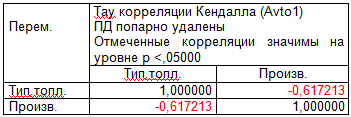 Перем.
Тау корреляции Кендалла (Avto1)
ПД попарно удалены
Отмеченные корреляции значимы на
уровне p <,05000
Тип.топл. Произв.
Тип.топл. 1,000000 -0,617213
Произв. -0,617213 1,000000